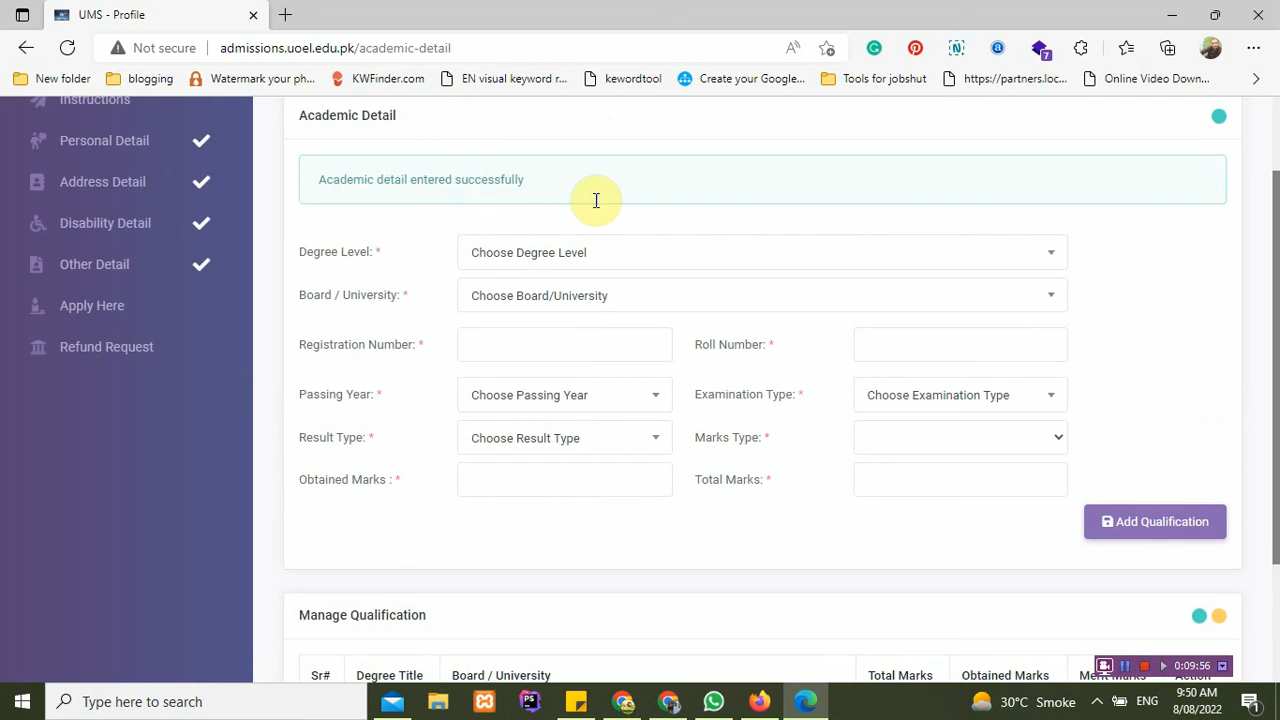 UMS - Profile
Not secure admissions.uoel.edu.pk/academic-detail
7
New folder blogging Watermark your ph... KWFinder.com EN visual keyword r... kewordtool Create your Google... Tools for jobshut https://partners.loc... Online Video Dow...
Instructions
Personal Detail
Address Detail
Disability Detail
Other Detail
Apply Here
Refund Request
Academic Detail
Academic detail entered successfully
Degree Level: * Choose Degree Level
Board / University: * Choose Board/University
Registration Number: * Roll Number: *
Passing Year: * Choose Passing Year Examination Type: * Choose Examination Type
Result Type: * Choose Result Type Marks Type: *
Obtained Marks : * Total Marks: *
Add Qualification
Manage Qualification
Sr# Degree Title Board / University Total Marks Obtained Marks
0:09:56
Type here to search
PS
30°C Smoke ENG 9:50 AM
8/08/2022
1